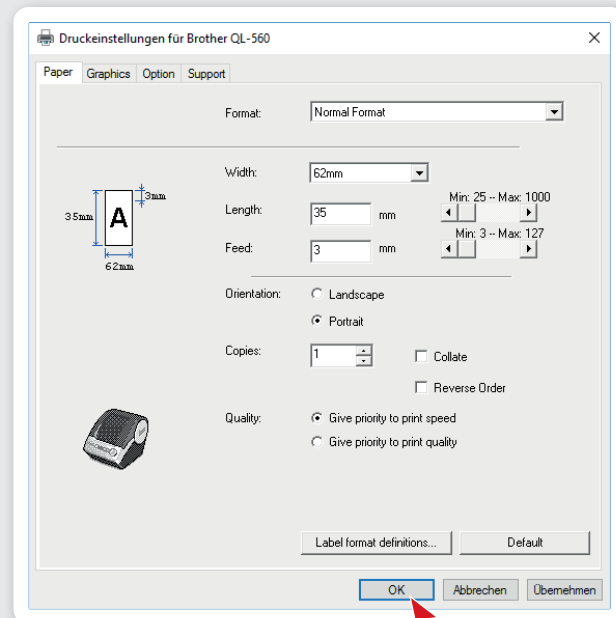 Druckeinstellungen für Brother QL-560
Paper Graphics Option Support
Format: Normal Format
Width: 62mm
Length: 35 mm Min: 25 -- Max: 1000
Feed: 3 mm Min: 3 -- Max: 127
3mm
35mm A
62mm
Orientation: Landscape
Portrait
Copies: 1 Collate
Reverse Order
Quality: Give priority to print speed
Give priority to print quality
Label format definitions... Default
OK Abbrechen Übernehmen